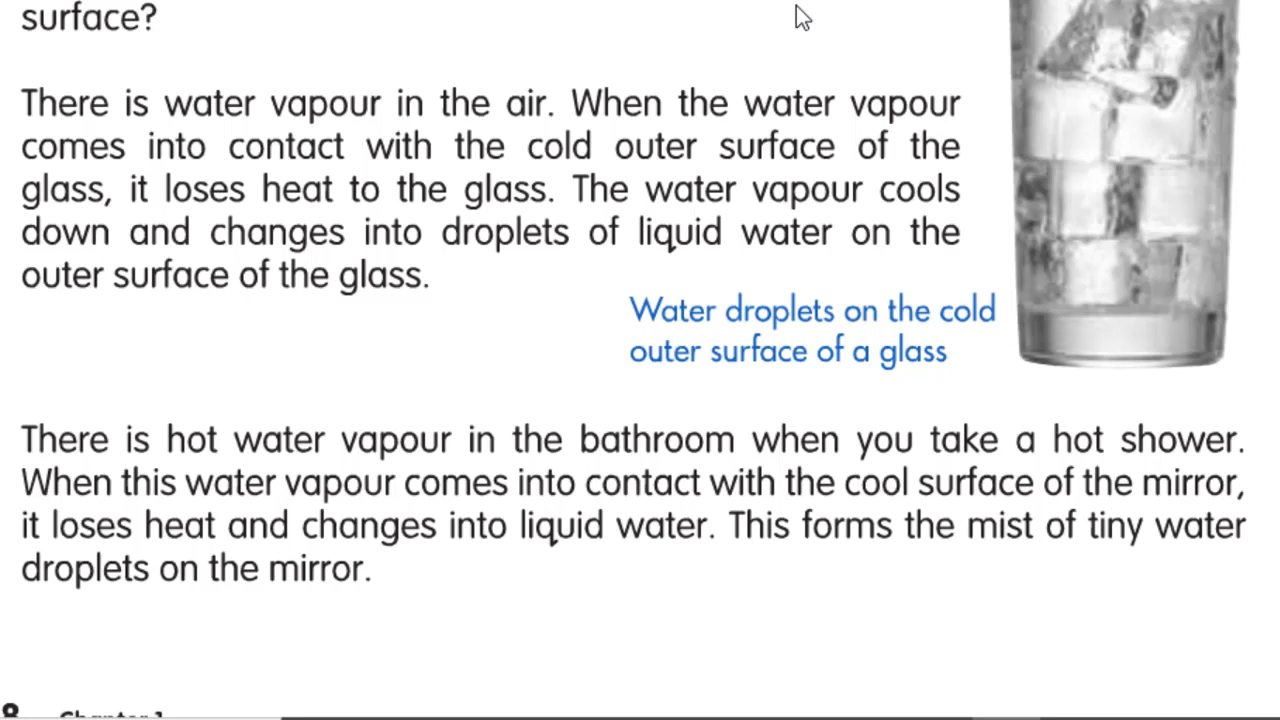 surface?
There is water vapour in the air. When the water vapour
comes into contact with the cold outer surface of the
glass, it loses heat to the glass. The water vapour cools
down and changes into droplets of liquid water on the
outer surface of the glass.
Water droplets on the cold
outer surface of a glass
There is hot water vapour in the bathroom when you take a hot shower.
When this water vapour comes into contact with the cool surface of the mirror,
it loses heat and changes into liquid water. This forms the mist of tiny water
droplets on the mirror.
8 Chapter 1